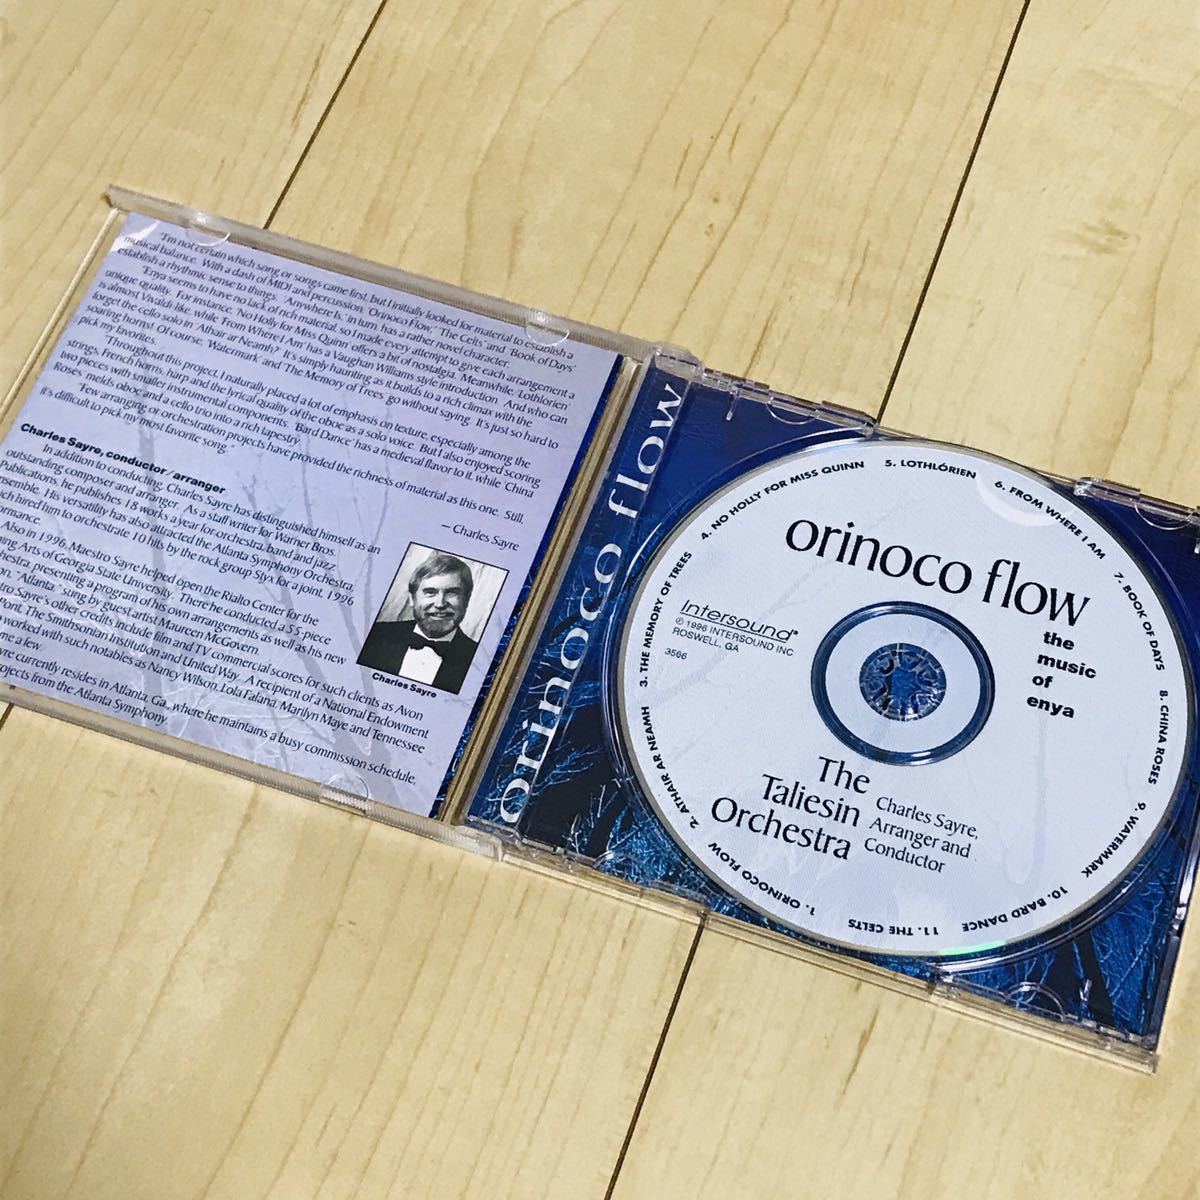 "I'm not certain which song or songs came first, but I initially looked for material to establish a
musical balance. With a dash of MIDI and percussion, 'Orinoco Flow,' 'The Celts' and 'Book of Days'
establish a rhythmic sense to things. 'Anywhere Is,' in turn, has a rather novel character.
"Enya seems to have no lack of rich material, so I made every attempt to give each arrangement a
unique quality. For instance, 'No Holly for Miss Quinn' offers a bit of nostalgia. Meanwhile, 'Lothlorien'
is almost Vivaldi-like, while 'From Where I Am' has a Vaughan Williams style introduction. And who can
forget the cello solo in 'Athair ar Neamh?' It's simply haunting as it builds to a rich climax with the
soaring horns! Of course, 'Watermark' and 'The Memory of Trees' go without saying. It's just so hard to
pick my favorites.
"Throughout this project, I naturally placed a lot of emphasis on texture, especially among the
strings, French horns, harp and the lyrical quality of the oboe as a solo voice. But I also enjoyed scoring
two pieces with smaller instrumental components. 'Bard Dance' has a medieval flavor to it, while 'China
Roses' melds oboe and a cello trio into a rich tapestry.
"Few arranging or orchestration projects have provided the richness of material as this one. Still,
it's difficult to pick my most favorite song."
— Charles Sayre
Charles Sayre, conductor/arranger
In addition to conducting, Charles Sayre has distinguished himself as an
outstanding composer and arranger. As a staff writer for Warner Bros.
Publications, he publishes 18 works a year for orchestra, band and jazz
ensemble. His versatility has also attracted the Atlanta Symphony Orchestra,
which hired him to orchestrate 10 hits by the rock group Styx for a joint, 1996
Also in 1996, Maestro Sayre helped open the Rialto Center for the
Arts of Georgia State University. There he conducted a 55-piece
presenting a program of his own arrangements as well as his new
"Atlanta," sung by guest artist Maureen McGovern.
Sayre's other credits include film and TV commercial scores for such clients as Avon
Pont, The Smithsonian Institution and United Way. A recipient of a National Endowment
worked with such notables as Nancy Wilson, Lola Falana, Marilyn Maye and Tennessee
a few.
currently resides in Atlanta, Ga., where he maintains a busy commission schedule,
projects from the Atlanta Symphony.
Charles Sayre
orinoco flow
orinoco flow
the
music
of
enya
Intersound®
© 1996 INTERSOUND INC
ROSWELL, GA
3566
The
Taliesin
Orchestra
Charles Sayre,
Arranger and
Conductor
1. ORINOCO FLOW
2. ATHAIR AR NEAMH
3. THE MEMORY OF TREES
4. NO HOLLY FOR MISS QUINN
5. LOTHLÓRIEN
6. FROM WHERE I AM
7. BOOK OF DAYS
8. CHINA ROSES
9. WATERMARK
10. BARD DANCE
11. THE CELTS